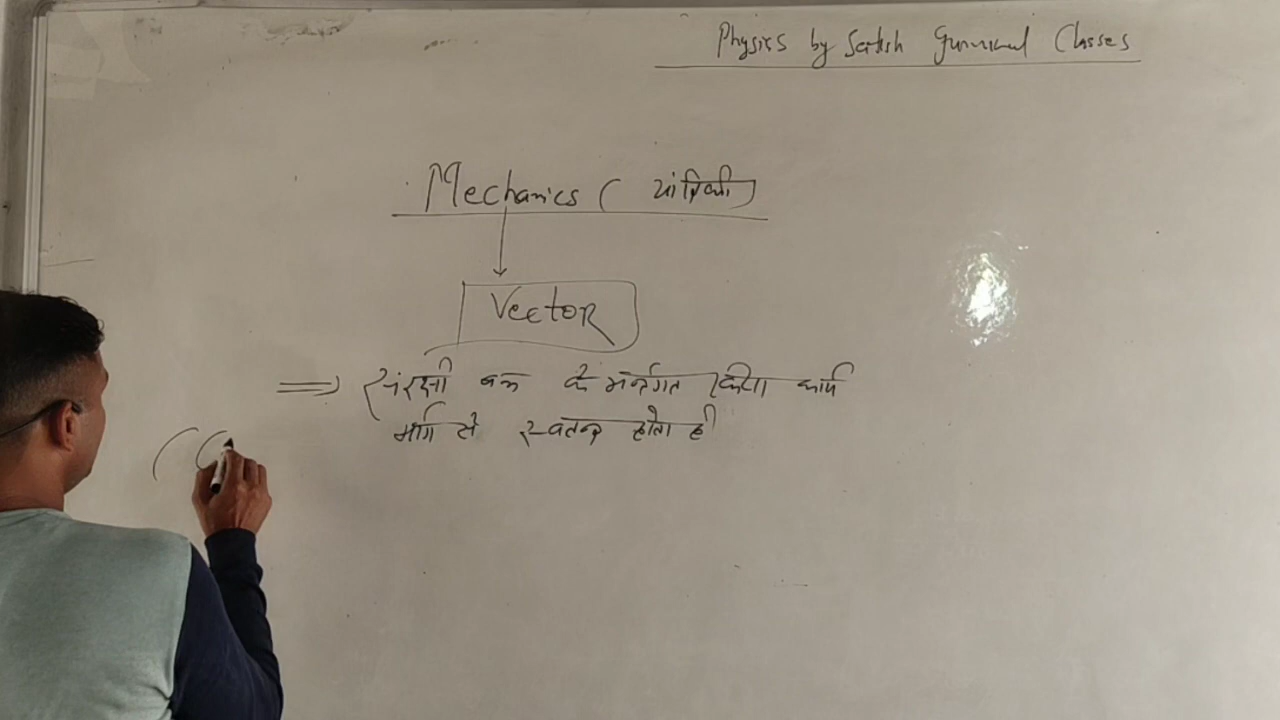 Physics by Satish Gurukul Classes
Mechanics ( यांत्रिकी )
Vector
=> संरक्षी बल के अन्तर्गत किया कार्य
मार्ग से स्वतन्त्र होता है
((